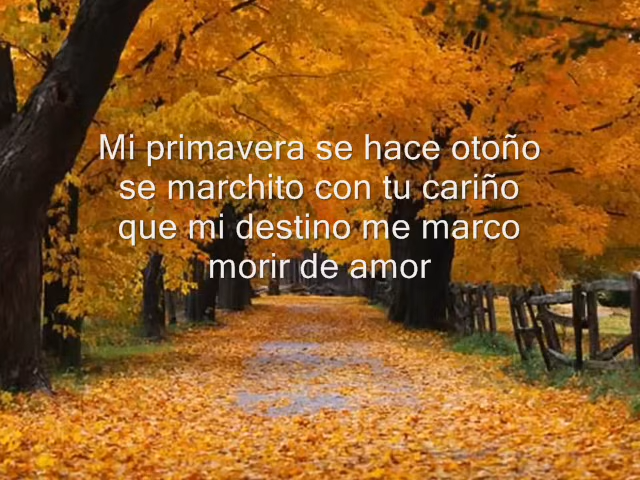 Mi primavera se hace otoño
se marchito con tu cariño
que mi destino me marco
morir de amor